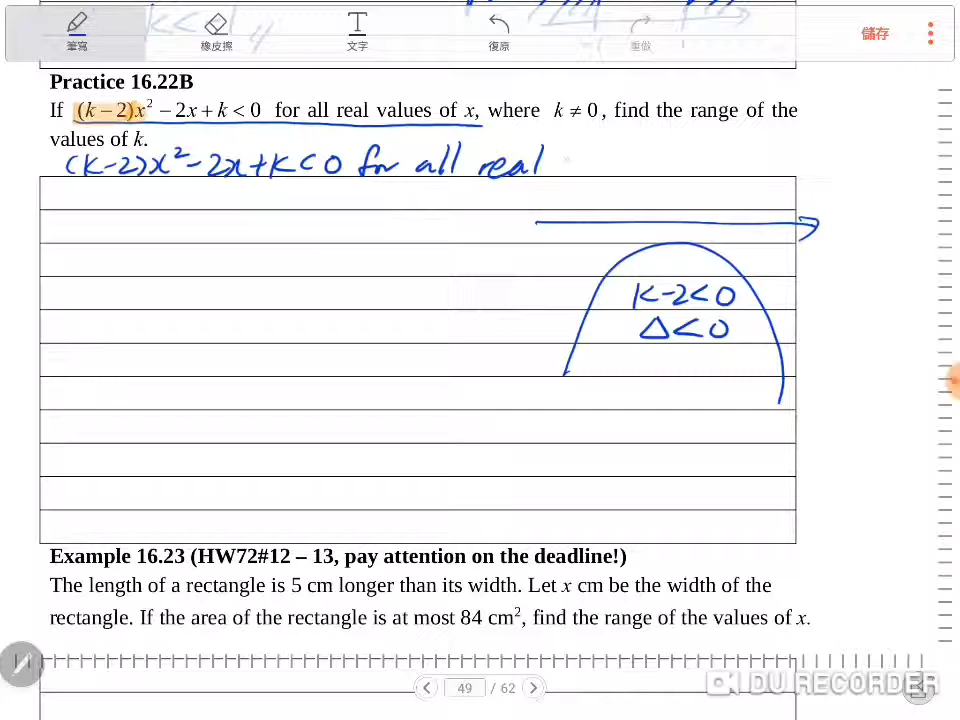 k<1
筆寫 橡皮擦 文字 復原 重做 儲存
Practice 16.22B
If (k − 2)x² − 2x + k < 0 for all real values of x, where k ≠ 0, find the range of the
values of k.
(k-2)x²-2x+k<0 for all real
k-2<0
△<0
Example 16.23 (HW72#12 – 13, pay attention on the deadline!)
The length of a rectangle is 5 cm longer than its width. Let x cm be the width of the
rectangle. If the area of the rectangle is at most 84 cm², find the range of the values of x.
49 / 62
DU RECORDER